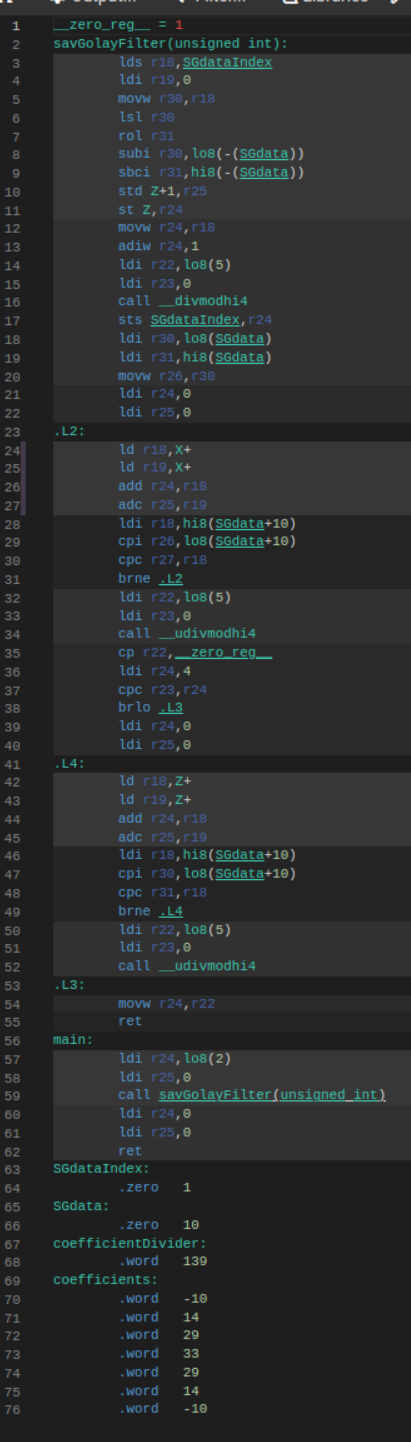 1 __zero_reg__ = 1
2 savGolayFilter(unsigned int):
3 lds r18,SGdataIndex
4 ldi r19,0
5 movw r30,r18
6 lsl r30
7 rol r31
8 subi r30,lo8(-(SGdata))
9 sbci r31,hi8(-(SGdata))
10 std Z+1,r25
11 st Z,r24
12 movw r24,r18
13 adiw r24,1
14 ldi r22,lo8(5)
15 ldi r23,0
16 call __divmodhi4
17 sts SGdataIndex,r24
18 ldi r30,lo8(SGdata)
19 ldi r31,hi8(SGdata)
20 movw r26,r30
21 ldi r24,0
22 ldi r25,0
23 .L2:
24 ld r18,X+
25 ld r19,X+
26 add r24,r18
27 adc r25,r19
28 ldi r18,hi8(SGdata+10)
29 cpi r26,lo8(SGdata+10)
30 cpc r27,r18
31 brne .L2
32 ldi r22,lo8(5)
33 ldi r23,0
34 call __udivmodhi4
35 cp r22,__zero_reg__
36 ldi r24,4
37 cpc r23,r24
38 brlo .L3
39 ldi r24,0
40 ldi r25,0
41 .L4:
42 ld r18,Z+
43 ld r19,Z+
44 add r24,r18
45 adc r25,r19
46 ldi r18,hi8(SGdata+10)
47 cpi r30,lo8(SGdata+10)
48 cpc r31,r18
49 brne .L4
50 ldi r22,lo8(5)
51 ldi r23,0
52 call __udivmodhi4
53 .L3:
54 movw r24,r22
55 ret
56 main:
57 ldi r24,lo8(2)
58 ldi r25,0
59 call savGolayFilter(unsigned int)
60 ldi r24,0
61 ldi r25,0
62 ret
63 SGdataIndex:
64 .zero 1
65 SGdata:
66 .zero 10
67 coefficientDivider:
68 .word 139
69 coefficients:
70 .word -10
71 .word 14
72 .word 29
73 .word 33
74 .word 29
75 .word 14
76 .word -10